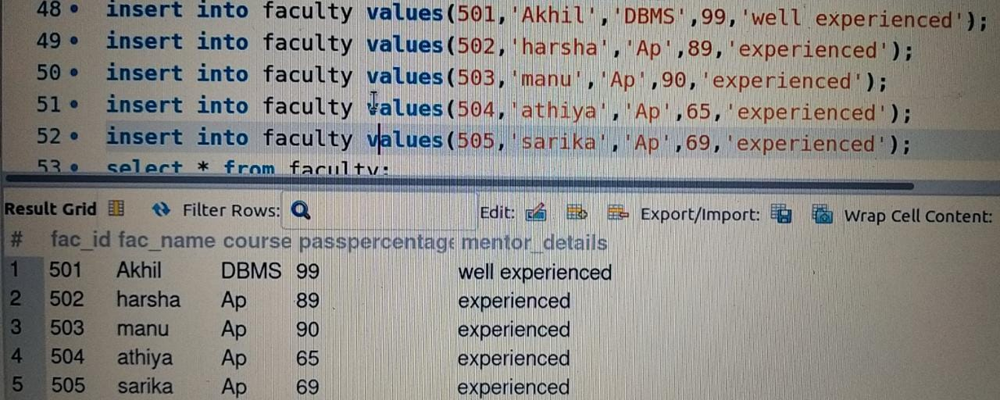 48 • insert into faculty values(501,'Akhil','DBMS',99,'well experienced');
49 • insert into faculty values(502,'harsha','Ap',89,'experienced');
50 • insert into faculty values(503,'manu','Ap',90,'experienced');
51 • insert into faculty values(504,'athiya','Ap',65,'experienced');
52 • insert into faculty values(505,'sarika','Ap',69,'experienced');
53 • select * from faculty;
Result Grid Filter Rows: Edit: Export/Import: Wrap Cell Content:
# fac_id fac_name course passpercentage mentor_details
1 501 Akhil DBMS 99 well experienced
2 502 harsha Ap 89 experienced
3 503 manu Ap 90 experienced
4 504 athiya Ap 65 experienced
5 505 sarika Ap 69 experienced